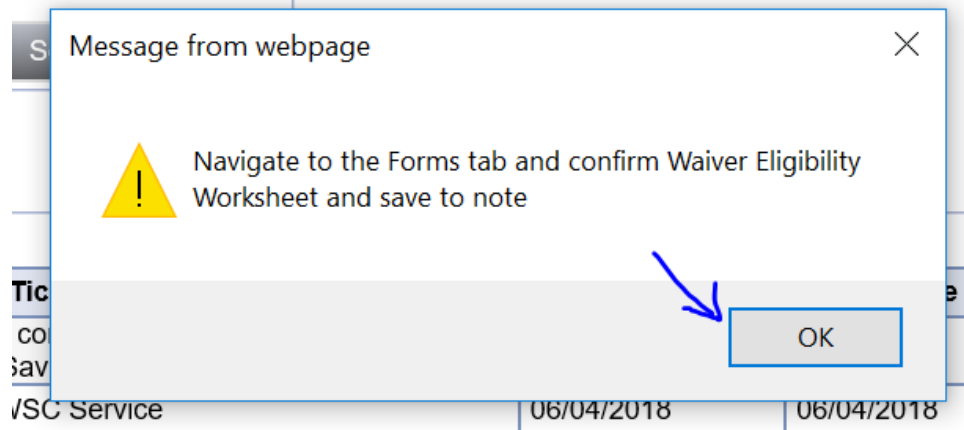 Message from webpage
Navigate to the Forms tab and confirm Waiver Eligibility
Worksheet and save to note
OK
Service
06/04/2018
06/04/2018